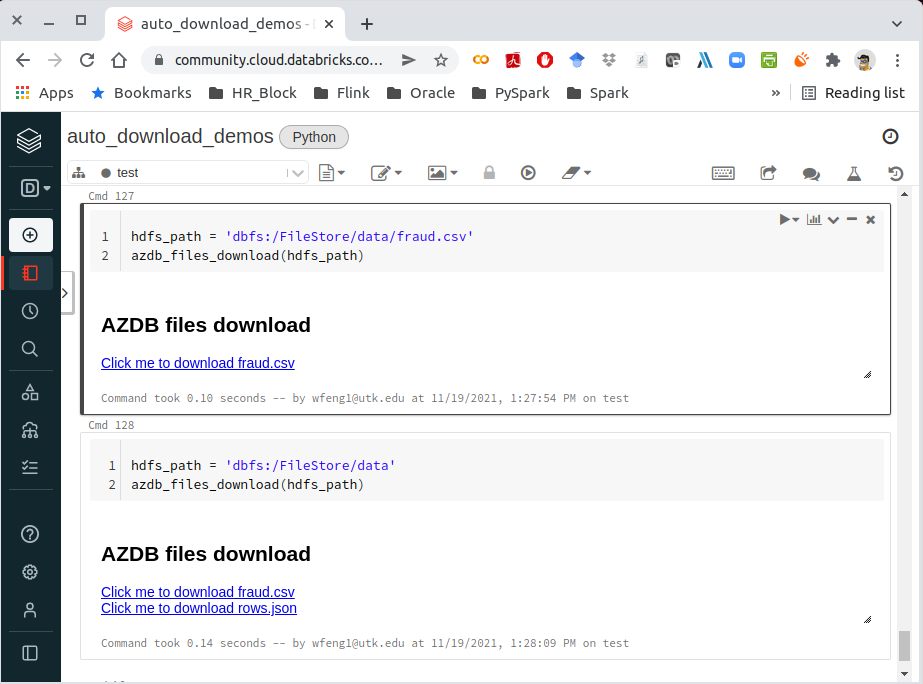 auto_download_demos -
community.cloud.databricks.co...
Apps Bookmarks HR_Block Flink Oracle PySpark Spark » Reading list
auto_download_demos Python
test
Cmd 127
1 hdfs_path = 'dbfs:/FileStore/data/fraud.csv'
2 azdb_files_download(hdfs_path)
AZDB files download
Click me to download fraud.csv
Command took 0.10 seconds -- by wfeng1@utk.edu at 11/19/2021, 1:27:54 PM on test
Cmd 128
1 hdfs_path = 'dbfs:/FileStore/data'
2 azdb_files_download(hdfs_path)
AZDB files download
Click me to download fraud.csv
Click me to download rows.json
Command took 0.14 seconds -- by wfeng1@utk.edu at 11/19/2021, 1:28:09 PM on test